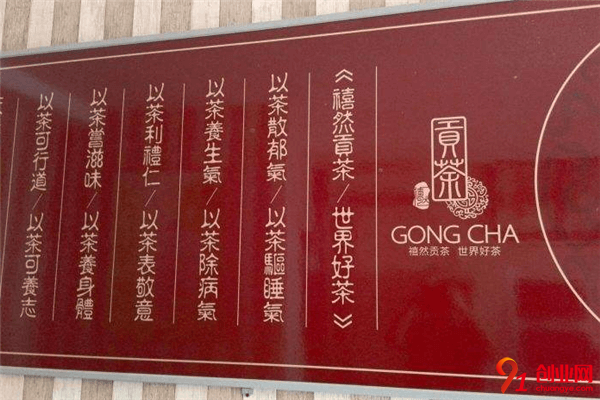 《禧然貢茶/世界好茶》
以茶散郁氣/以茶驅睡氣
以茶養生氣/以茶除病氣
以茶利禮仁/以茶表敬意
以茶嘗滋味/以茶養身體
以茶可行道/以茶可養志
貢茶
GONG CHA
禧然贡茶 世界好茶
91创业网